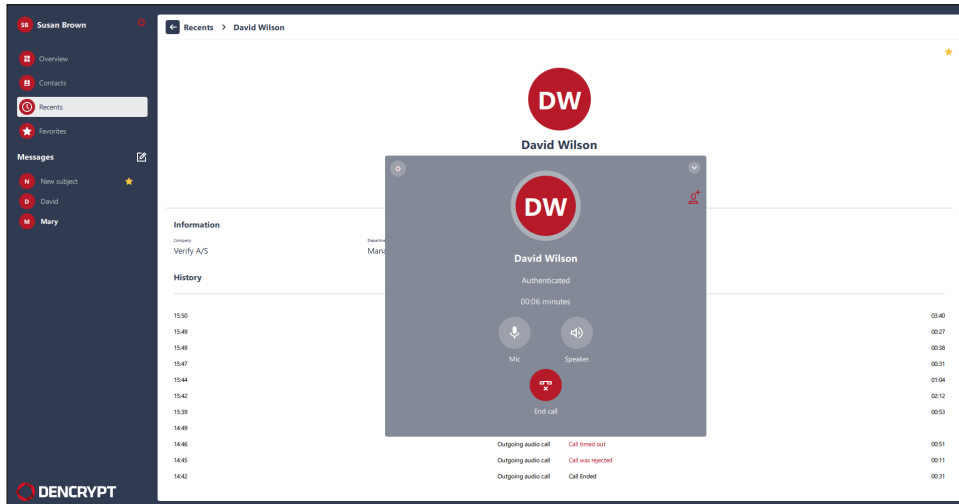 SB Susan Brown
Overview
Contacts
Recents
Favorites
Messages
N New subject
D David
M Mary
DENCRYPT
Recents > David Wilson
DW
David Wilson
Information
Company
Verify A/S
History
15:50 03:40
15:49 00:27
15:49 00:38
15:47 00:31
15:44 01:04
15:42 02:12
15:39 00:53
14:49
14:46 Outgoing audio call Call timed out 00:51
14:45 Outgoing audio call Call was rejected 00:11
14:42 Outgoing audio call Call Ended 00:31
DW
David Wilson
Authenticated
00:06 minutes
Mic Speaker
End call